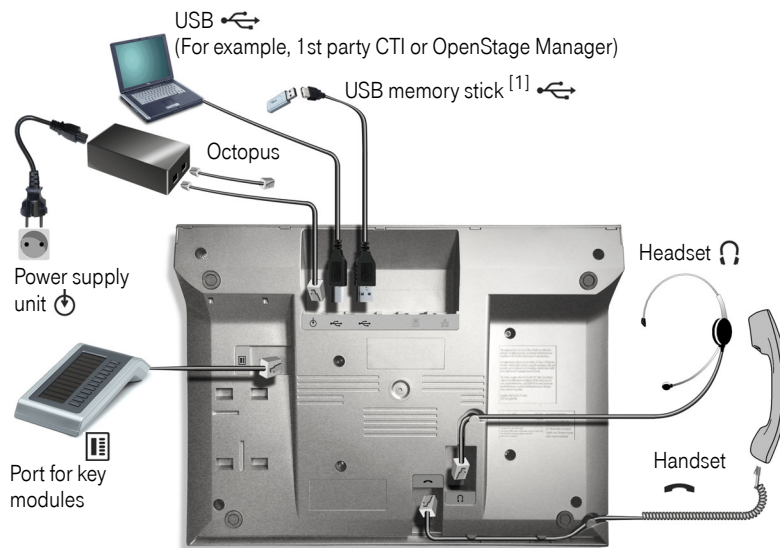 USB
(For example, 1st party CTI or OpenStage Manager)
USB memory stick [1]
Octopus
Power supply
unit
Headset
Port for key
modules
Handset